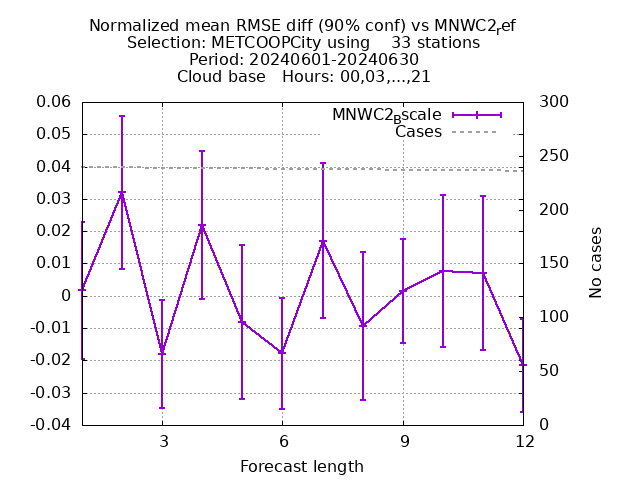 Normalized mean RMSE diff (90% conf) vs MNWC2ref
Selection: METCOOPCity using    33 stations
Period: 20240601-20240630
Cloud base   Hours: 00,03,...,21
MNWC2Bscale
Cases
0.06
0.05
0.04
0.03
0.02
0.01
0
-0.01
-0.02
-0.03
-0.04
300
250
200
150
100
50
0
No cases
3 6 9 12
Forecast length